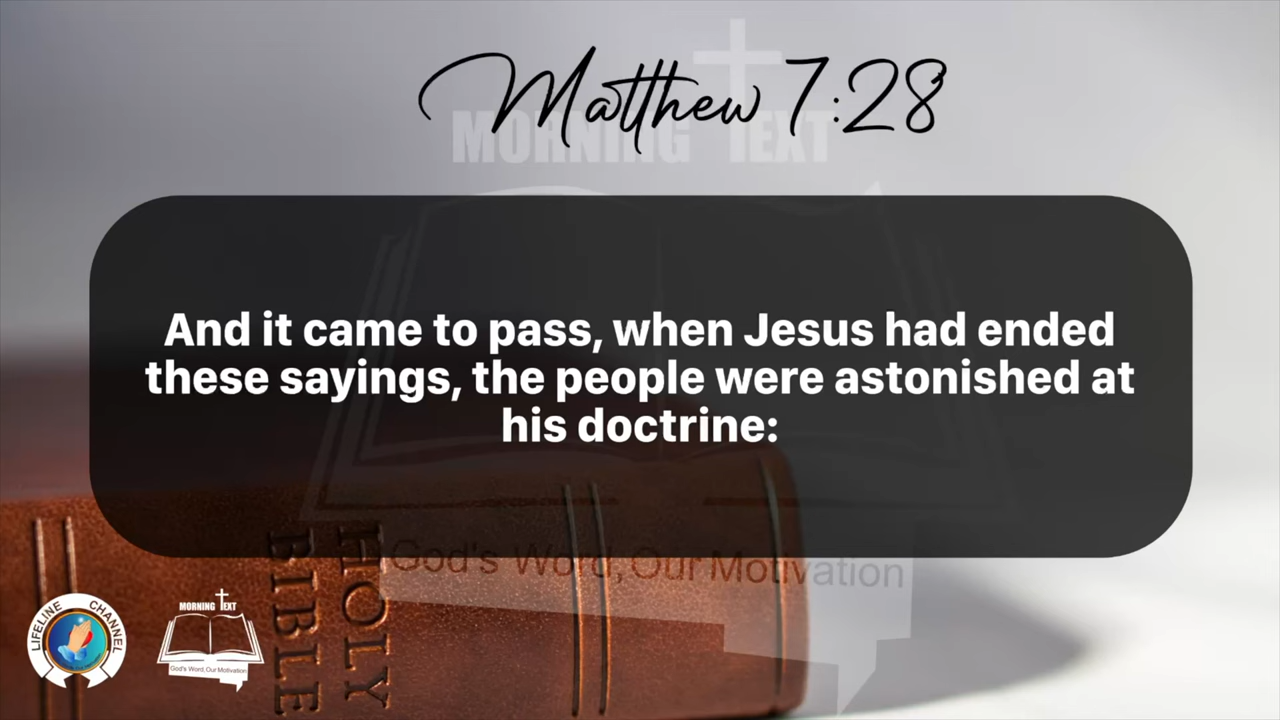 Matthew 7:28
MORNING TEXT
And it came to pass, when Jesus had ended
these sayings, the people were astonished at
his doctrine:
God's Word, Our Motivation
HOLY
BIBLE
LIFELINE CHANNEL
MORNING TEXT
God's Word, Our Motivation